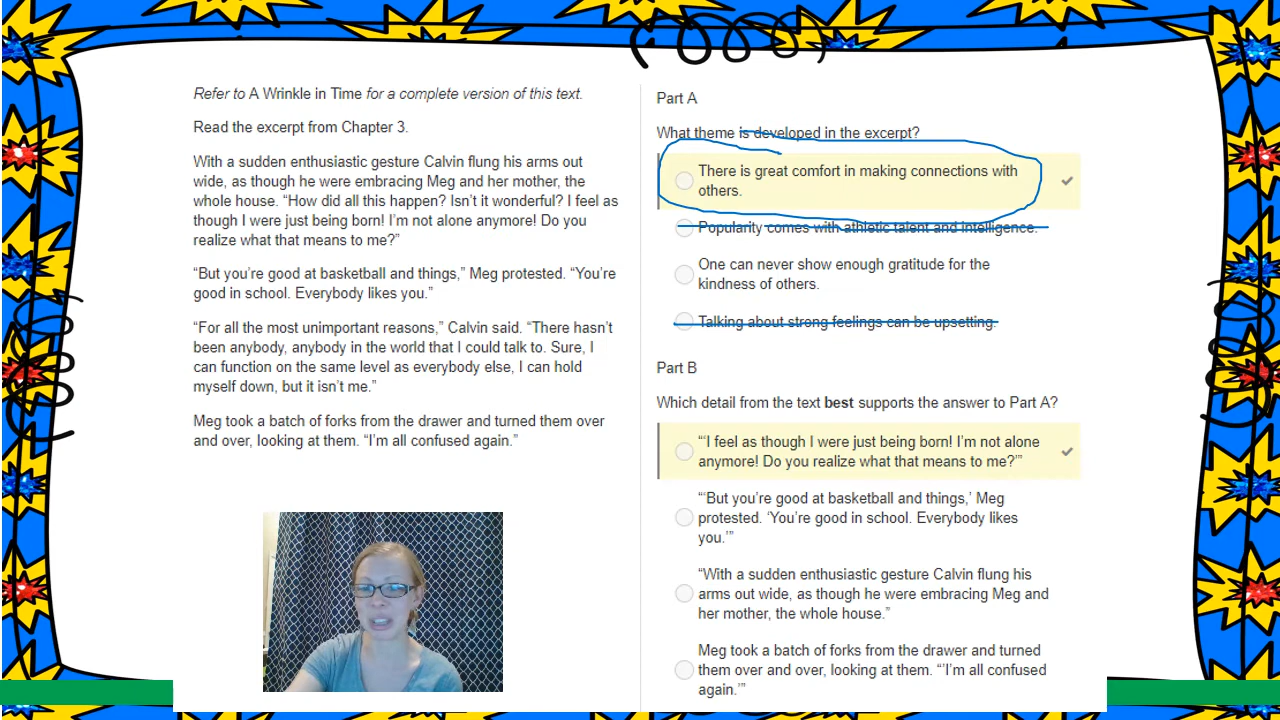 Refer to A Wrinkle in Time for a complete version of this text.
Read the excerpt from Chapter 3.
With a sudden enthusiastic gesture Calvin flung his arms out
wide, as though he were embracing Meg and her mother, the
whole house. “How did all this happen? Isn’t it wonderful? I feel as
though I were just being born! I’m not alone anymore! Do you
realize what that means to me?”
“But you’re good at basketball and things,” Meg protested. “You’re
good in school. Everybody likes you.”
“For all the most unimportant reasons,” Calvin said. “There hasn’t
been anybody, anybody in the world that I could talk to. Sure, I
can function on the same level as everybody else, I can hold
myself down, but it isn’t me.”
Meg took a batch of forks from the drawer and turned them over
and over, looking at them. “I’m all confused again.”
Part A
What theme is developed in the excerpt?
There is great comfort in making connections with
others.
Popularity comes with athletic talent and intelligence.
One can never show enough gratitude for the
kindness of others.
Talking about strong feelings can be upsetting.
Part B
Which detail from the text best supports the answer to Part A?
“‘I feel as though I were just being born! I’m not alone
anymore! Do you realize what that means to me?’”
“‘But you’re good at basketball and things,’ Meg
protested. ‘You’re good in school. Everybody likes
you.’”
“With a sudden enthusiastic gesture Calvin flung his
arms out wide, as though he were embracing Meg and
her mother, the whole house.”
Meg took a batch of forks from the drawer and turned
them over and over, looking at them. “‘I’m all confused
again.’”